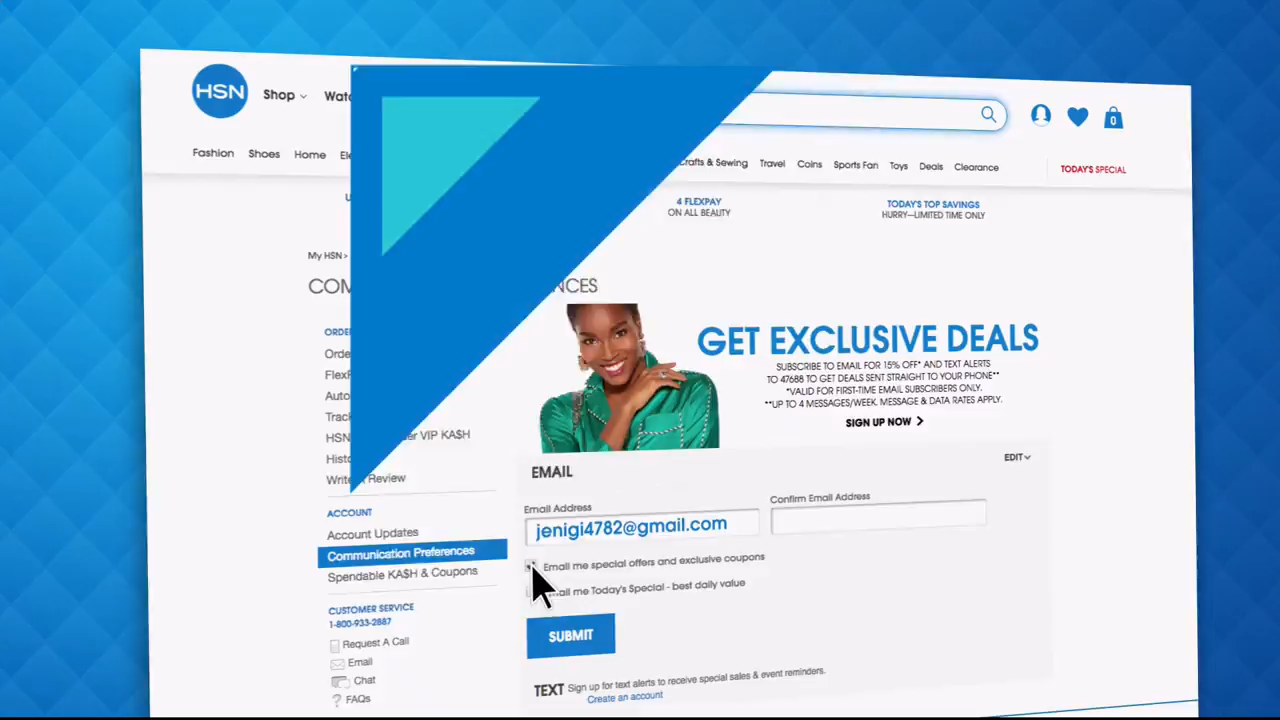 HSN
Shop
TODAY'S SPECIAL
Fashion Shoes Home
Crafts & Sewing Travel Coins Sports Fan Toys Deals Clearance
0
4 FLEXPAY
ON ALL BEAUTY
TODAY'S TOP SAVINGS
HURRY—LIMITED TIME ONLY
My HSN >
GET EXCLUSIVE DEALS
SUBSCRIBE TO EMAIL FOR 15% OFF* AND TEXT ALERTS
TO 47688 TO GET DEALS SENT STRAIGHT TO YOUR PHONE**
*VALID FOR FIRST-TIME EMAIL SUBSCRIBERS ONLY.
**UP TO 4 MESSAGES/WEEK. MESSAGE & DATA RATES APPLY.
SIGN UP NOW >
VIP KA$H
Review
ACCOUNT
Account Updates
Communication Preferences
Spendable KA$H & Coupons
CUSTOMER SERVICE
1-800-933-2887
Request A Call
Email
Chat
FAQs
EMAIL
EDIT
Email Address
Confirm Email Address
jenigi4782@gmail.com
Email me special offers and exclusive coupons
me Today's Special - best daily value
SUBMIT
TEXT Sign up for text alerts to receive special sales & event reminders.
Create an account